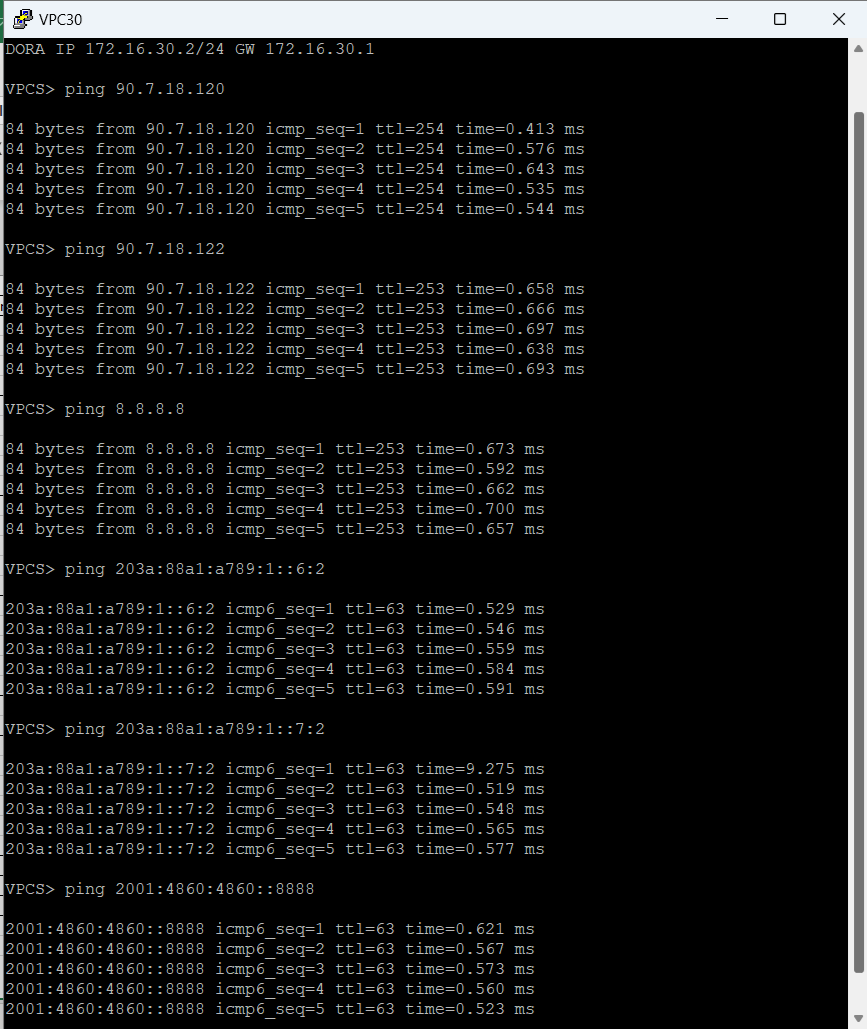 VPC30
DORA IP 172.16.30.2/24 GW 172.16.30.1
VPCS> ping 90.7.18.120
84 bytes from 90.7.18.120 icmp_seq=1 ttl=254 time=0.413 ms
84 bytes from 90.7.18.120 icmp_seq=2 ttl=254 time=0.576 ms
84 bytes from 90.7.18.120 icmp_seq=3 ttl=254 time=0.643 ms
84 bytes from 90.7.18.120 icmp_seq=4 ttl=254 time=0.535 ms
84 bytes from 90.7.18.120 icmp_seq=5 ttl=254 time=0.544 ms
VPCS> ping 90.7.18.122
84 bytes from 90.7.18.122 icmp_seq=1 ttl=253 time=0.658 ms
84 bytes from 90.7.18.122 icmp_seq=2 ttl=253 time=0.666 ms
84 bytes from 90.7.18.122 icmp_seq=3 ttl=253 time=0.697 ms
84 bytes from 90.7.18.122 icmp_seq=4 ttl=253 time=0.638 ms
84 bytes from 90.7.18.122 icmp_seq=5 ttl=253 time=0.693 ms
VPCS> ping 8.8.8.8
84 bytes from 8.8.8.8 icmp_seq=1 ttl=253 time=0.673 ms
84 bytes from 8.8.8.8 icmp_seq=2 ttl=253 time=0.592 ms
84 bytes from 8.8.8.8 icmp_seq=3 ttl=253 time=0.662 ms
84 bytes from 8.8.8.8 icmp_seq=4 ttl=253 time=0.700 ms
84 bytes from 8.8.8.8 icmp_seq=5 ttl=253 time=0.657 ms
VPCS> ping 203a:88a1:a789:1::6:2
203a:88a1:a789:1::6:2 icmp6_seq=1 ttl=63 time=0.529 ms
203a:88a1:a789:1::6:2 icmp6_seq=2 ttl=63 time=0.546 ms
203a:88a1:a789:1::6:2 icmp6_seq=3 ttl=63 time=0.559 ms
203a:88a1:a789:1::6:2 icmp6_seq=4 ttl=63 time=0.584 ms
203a:88a1:a789:1::6:2 icmp6_seq=5 ttl=63 time=0.591 ms
VPCS> ping 203a:88a1:a789:1::7:2
203a:88a1:a789:1::7:2 icmp6_seq=1 ttl=63 time=9.275 ms
203a:88a1:a789:1::7:2 icmp6_seq=2 ttl=63 time=0.519 ms
203a:88a1:a789:1::7:2 icmp6_seq=3 ttl=63 time=0.548 ms
203a:88a1:a789:1::7:2 icmp6_seq=4 ttl=63 time=0.565 ms
203a:88a1:a789:1::7:2 icmp6_seq=5 ttl=63 time=0.577 ms
VPCS> ping 2001:4860:4860::8888
2001:4860:4860::8888 icmp6_seq=1 ttl=63 time=0.621 ms
2001:4860:4860::8888 icmp6_seq=2 ttl=63 time=0.567 ms
2001:4860:4860::8888 icmp6_seq=3 ttl=63 time=0.573 ms
2001:4860:4860::8888 icmp6_seq=4 ttl=63 time=0.560 ms
2001:4860:4860::8888 icmp6_seq=5 ttl=63 time=0.523 ms